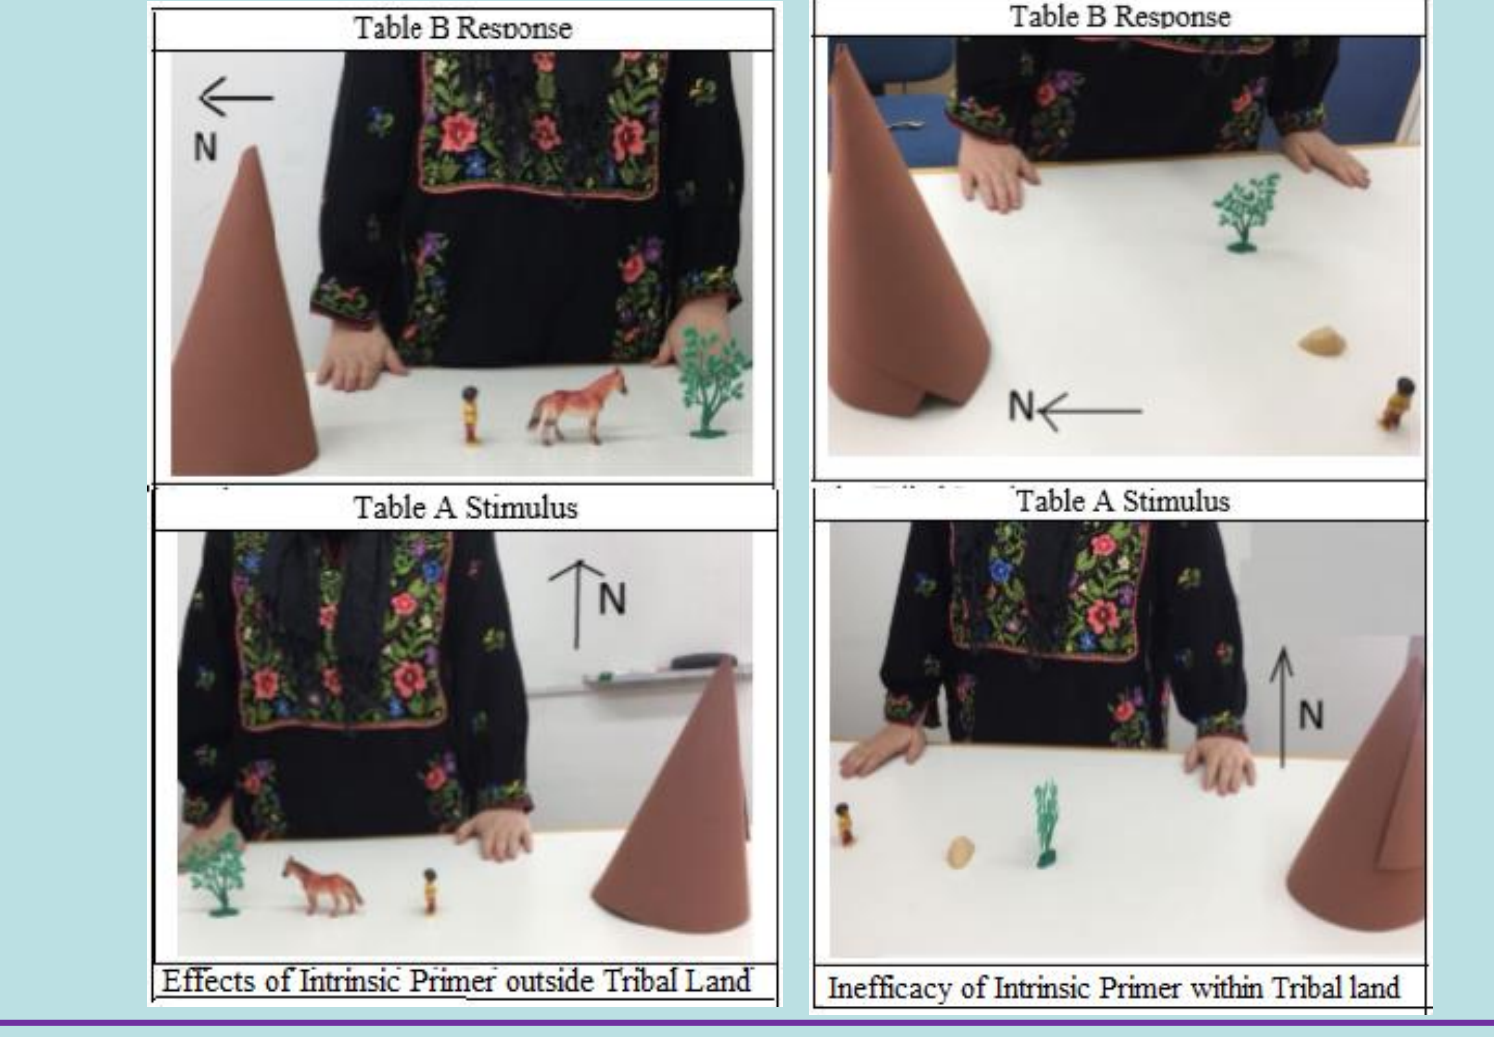 Table B Response
N
Table A Stimulus
N
Effects of Intrinsic Primer outside Tribal Land
Table B Response
N
Table A Stimulus
N
Inefficacy of Intrinsic Primer within Tribal land